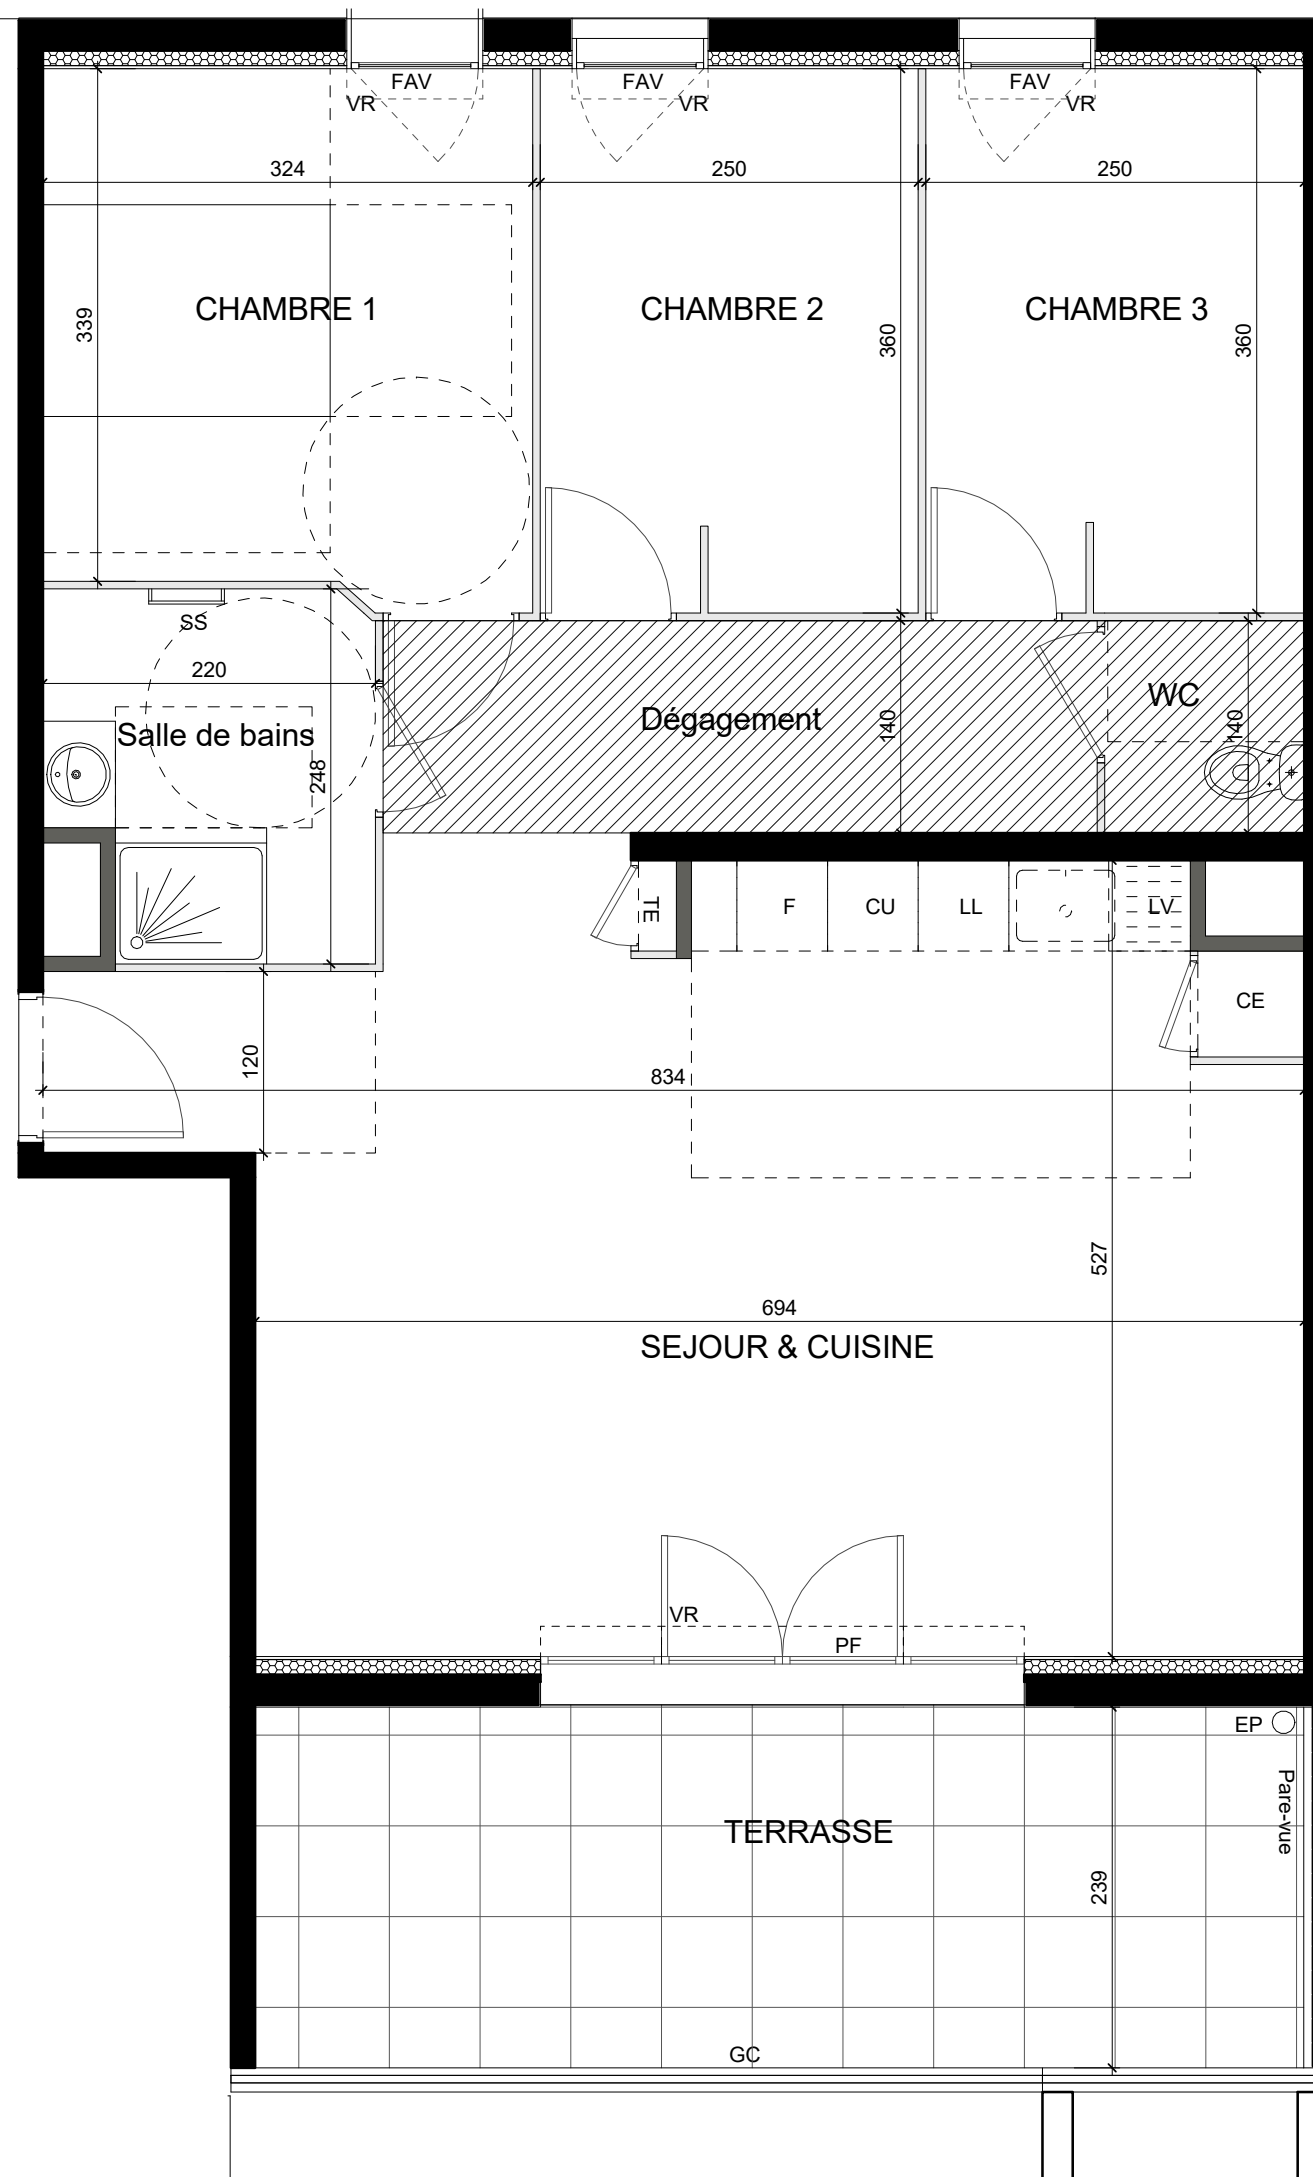 FAV
VR
FAV
VR
FAV
VR
324
250
250
CHAMBRE 1
CHAMBRE 2
CHAMBRE 3
339
360
360
SS
220
Salle de bains
248
Dégagement
140
WC
140
TE
F
CU
LL
LV
CE
120
834
527
694
SEJOUR & CUISINE
VR
PF
EP
Pare-vue
TERRASSE
239
GC